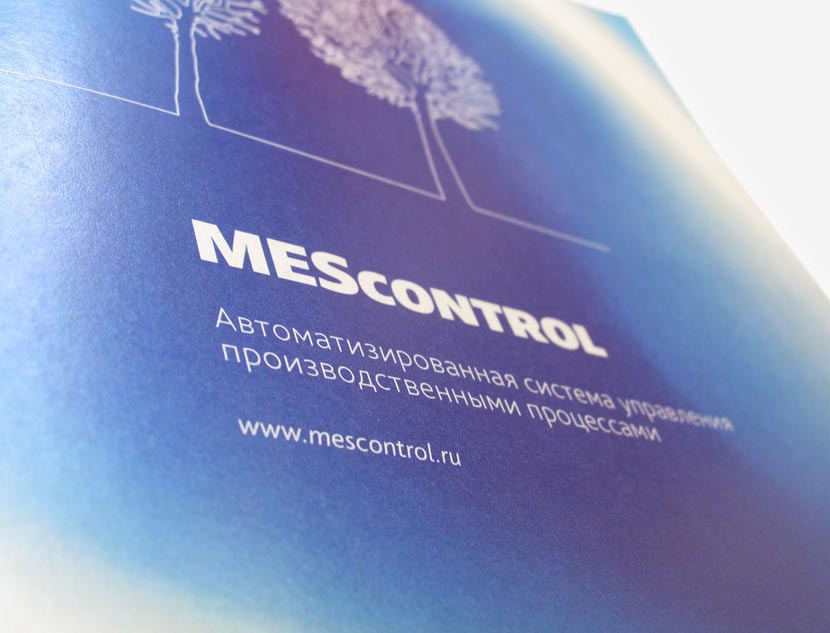 MESCONTROL
Автоматизированная система управления
производственными процессами
www.mescontrol.ru